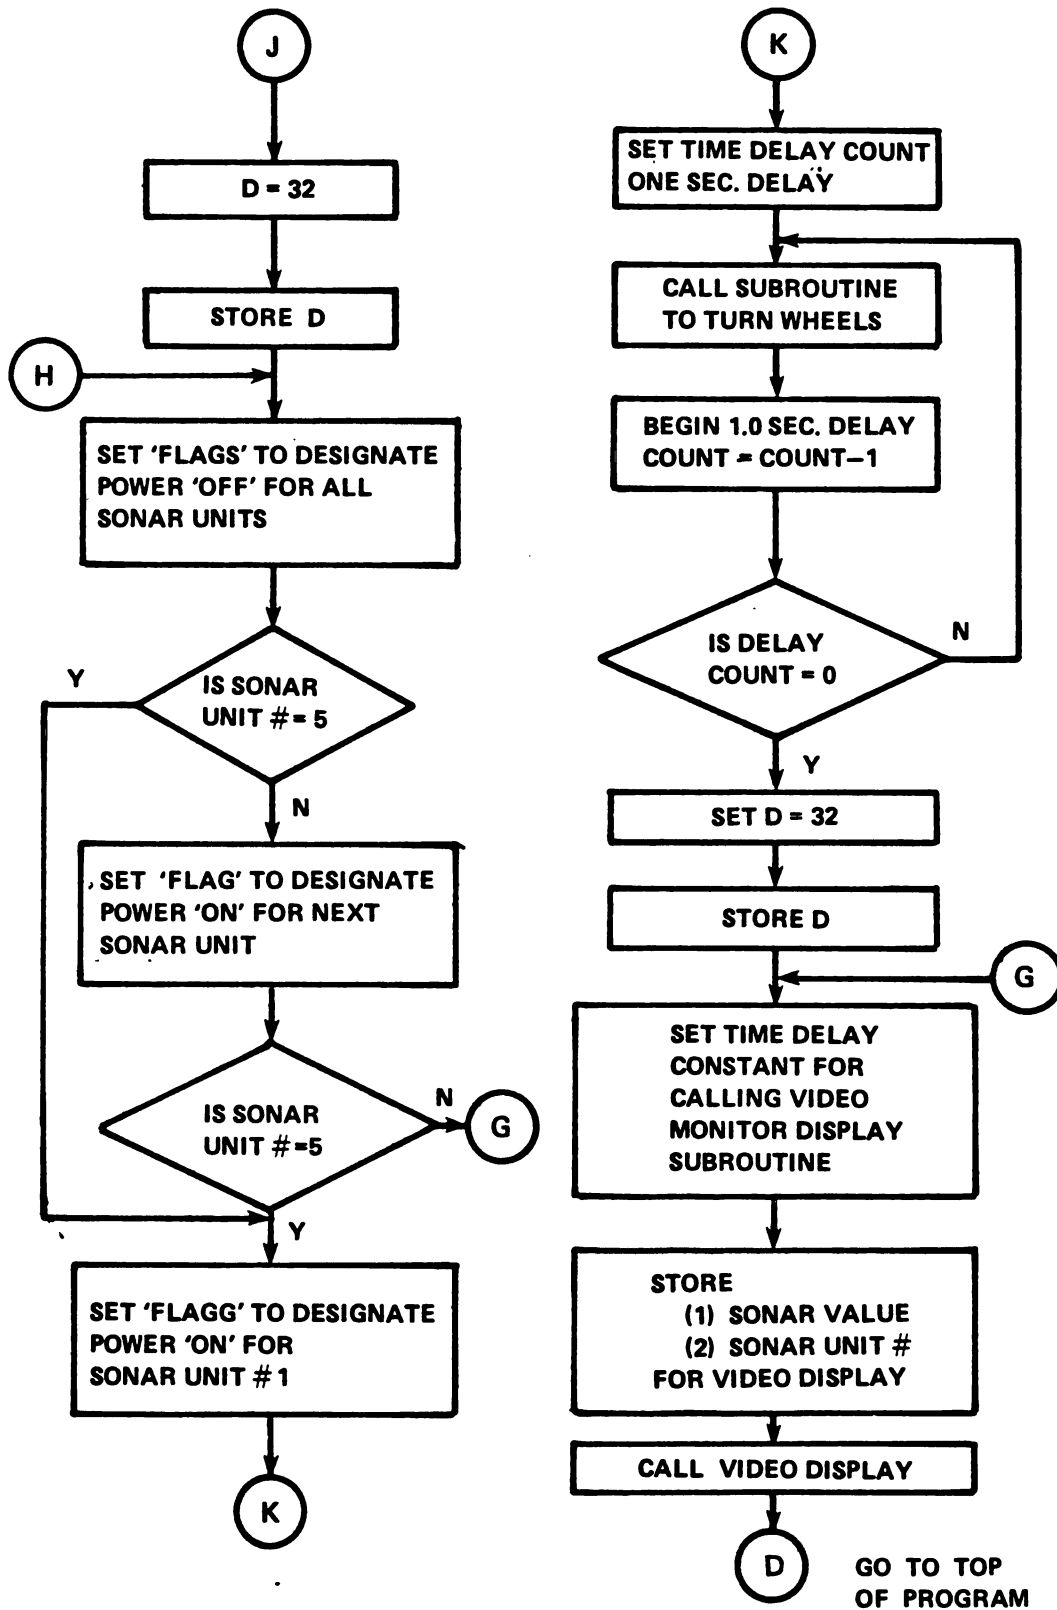 J
D = 32
STORE D
H
SET 'FLAGS' TO DESIGNATE
POWER 'OFF' FOR ALL
SONAR UNITS
Y
IS SONAR
UNIT #= 5
N
SET 'FLAG' TO DESIGNATE
POWER 'ON' FOR NEXT
SONAR UNIT
IS SONAR
UNIT #=5
N
G
Y
SET 'FLAGG' TO DESIGNATE
POWER 'ON' FOR
SONAR UNIT #1
K
K
SET TIME DELAY COUNT
ONE SEC. DELAY
CALL SUBROUTINE
TO TURN WHEELS
BEGIN 1.0 SEC. DELAY
COUNT = COUNT-1
IS DELAY
COUNT = 0
N
Y
SET D = 32
STORE D
G
SET TIME DELAY
CONSTANT FOR
CALLING VIDEO
MONITOR DISPLAY
SUBROUTINE
STORE
(1) SONAR VALUE
(2) SONAR UNIT #
FOR VIDEO DISPLAY
CALL VIDEO DISPLAY
D
GO TO TOP
OF PROGRAM